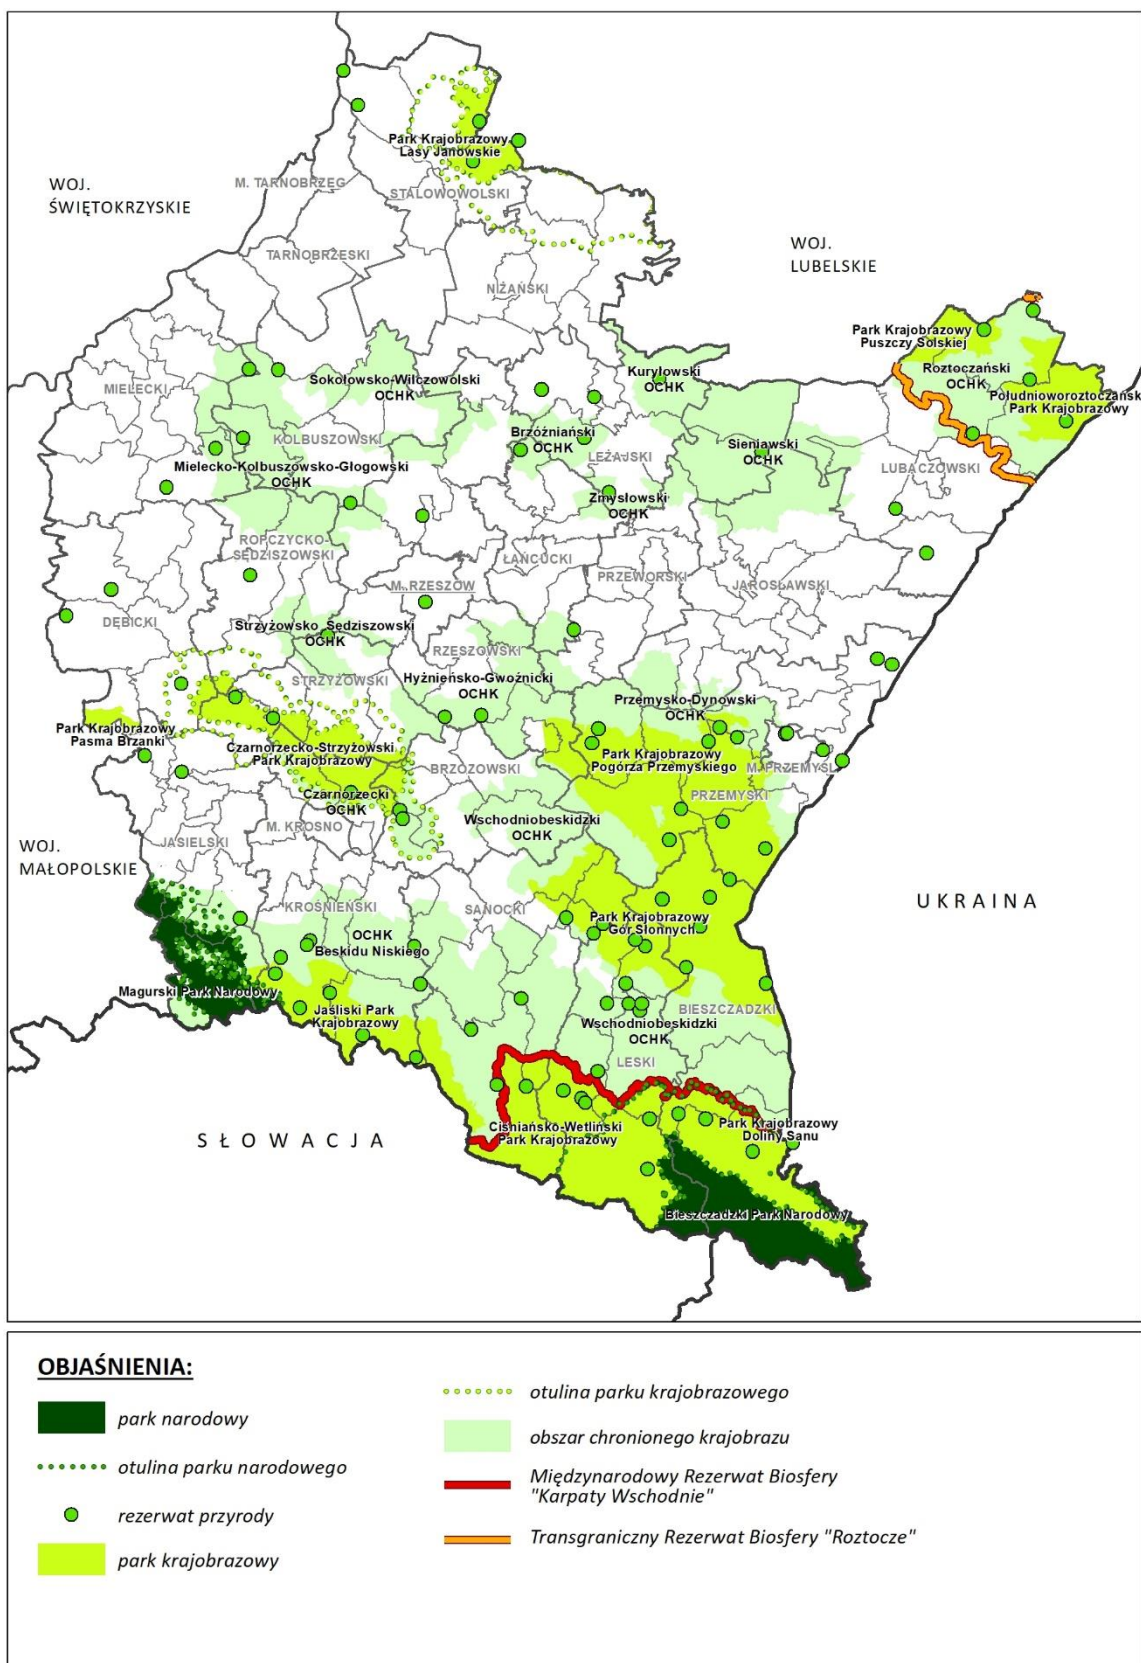 Park Krajobrazowy
Lasy Janowskie
WOJ.
ŚWIĘTOKRZYSKIE
M. TARNOBRZEG
STALOWOWOLSKI
WOJ.
LUBELSKIE
TARNOBRZESKI
NIŻAŃSKI
Park Krajobrazowy
Puszczy Solskiej
Roztoczański
OCHK
Południoworoztoczańsk
Park Krajobrazowy
MIELECKI
Sokołowsko-Wilczowolski
OCHK
Kuryłowski
OCHK
KOLBUSZOWSKI
Brzóźniański
OCHK
LEŻAJSKI
Sieniawski
OCHK
Mielecko-Kolbuszowsko-Głogowski
OCHK
LUBACZOWSKI
Zmysłowski
OCHK
ROPCZYCKO-
SĘDZISZOWSKI
ŁAŃCUCKI
M. RZESZÓW
PRZEWORSKI
JAROSŁAWSKI
DĘBICKI
Strzyżowsko_Sędziszowski
OCHK
RZESZOWSKI
STRZYŻOWSKI
Hyżnieńsko-Gwoźnicki
OCHK
Przemysko-Dynowski
OCHK
Park Krajobrazowy
Pasma Brzanki
Czarnorzecko-Strzyżowski
Park Krajobrazowy
Park Krajobrazowy
Pogórza Przemyskiego
BRZOZOWSKI
M. PRZEMYŚL
PRZEMYSKI
Czarnorzecki
OCHK
Wschodniobeskidzki
OCHK
M. KROSNO
JASIELSKI
WOJ.
MAŁOPOLSKIE
UKRAINA
KROŚNIEŃSKI
SANOCKI
Park Krajobrazowy
Gór Słonnych
OCHK
Beskidu Niskiego
Magurski Park Narodowy
Jaśliski Park
Krajobrazowy
BIESZCZADZKI
Wschodniobeskidzki
OCHK
LESKI
SŁOWACJA
Ciśniańsko-Wetliński
Park Krajobrazowy
Park Krajobrazowy
Doliny Sanu
Bieszczadzki Park Narodowy
OBJAŚNIENIA:
park narodowy
otulina parku narodowego
rezerwat przyrody
park krajobrazowy
otulina parku krajobrazowego
obszar chronionego krajobrazu
Międzynarodowy Rezerwat Biosfery
"Karpaty Wschodnie"
Transgraniczny Rezerwat Biosfery "Roztocze"